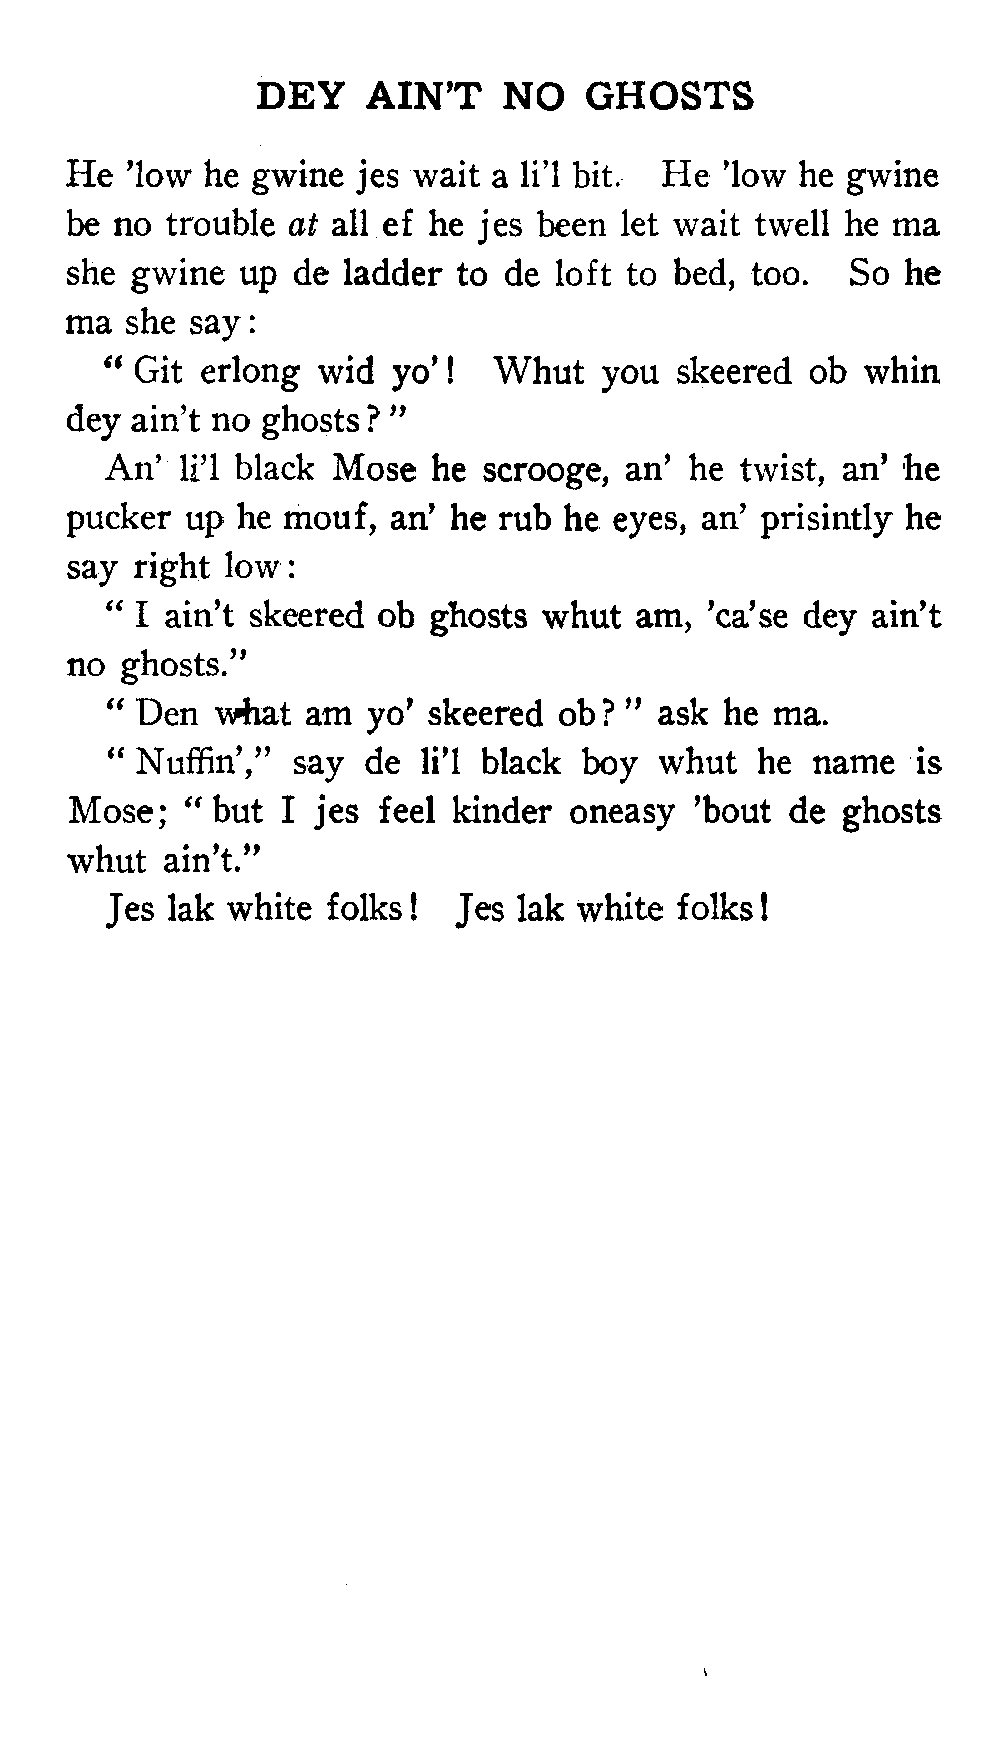 DEY AIN'T NO GHOSTS
He 'low he gwine jes wait a li'l bit. He 'low he gwine
be no trouble at all ef he jes been let wait twell he ma
she gwine up de ladder to de loft to bed, too. So he
ma she say:
“Git erlong wid yo'! Whut you skeered ob whin
dey ain't no ghosts?”
An' li'l black Mose he scrooge, an' he twist, an' he
pucker up he mouf, an' he rub he eyes, an' prisintly he
say right low:
“I ain't skeered ob ghosts whut am, 'ca'se dey ain't
no ghosts.”
“Den what am yo' skeered ob?” ask he ma.
“Nuffin',” say de li'l black boy whut he name is
Mose; “but I jes feel kinder oneasy 'bout de ghosts
whut ain't.”
Jes lak white folks! Jes lak white folks!